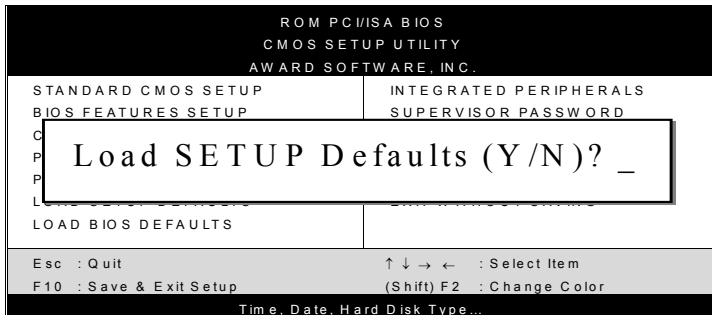 ROM PCI/ISA BIOS
CMOS SETUP UTILITY
AWARD SOFTWARE, INC.
STANDARD CMOS SETUP
INTEGRATED PERIPHERALS
BIOS FEATURES SETUP
SUPERVISOR PASSWORD
Load SETUP Defaults (Y/N)? _
LOAD BIOS DEFAULTS
Esc : Quit
↑ ↓ → ← : Select Item
F10 : Save & Exit Setup
(Shift) F2 : Change Color
Time, Date, Hard Disk Type...